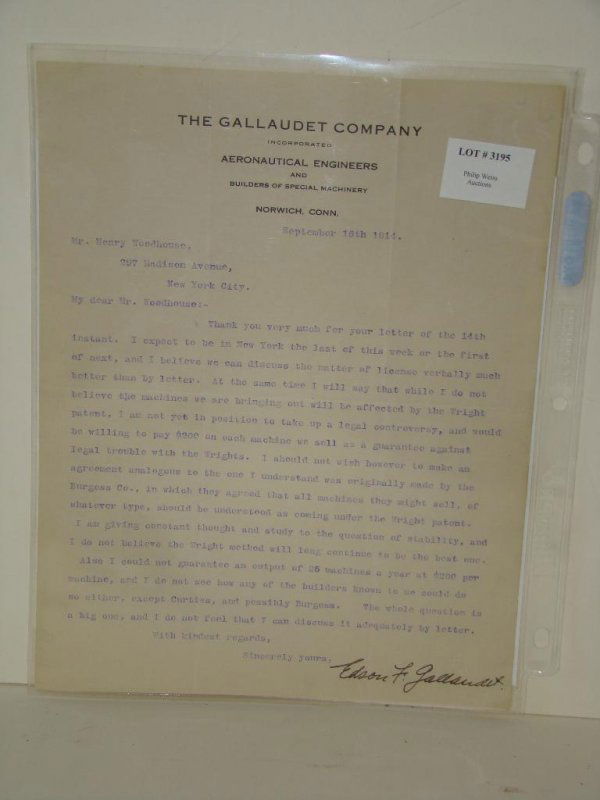 THE GALLAUDET COMPANY
INCORPORATED
AERONAUTICAL ENGINEERS
AND
BUILDERS OF SPECIAL MACHINERY
NORWICH, CONN.
LOT # 3195
Philip Weiss
Auctions
September 16th 1914.
Mr. Henry Woodhouse,
297 Madison Avenue,
New York City.
My dear Mr. Woodhouse:-
Thank you very much for your letter of the 14th
instant. I expect to be in New York the last of this week or the first
of next, and I believe we can discuss the matter of license verbally much
better than by letter. At the same time I will say that while I do not
believe the machines we are bringing out will be affected by the Wright
patent, I am not yet in position to take up a legal controversy, and would
be willing to pay $200 on each machine we sell as a guarantee against
legal trouble with the Wrights. I should not wish however to make an
agreement analogous to the one I understand was originally made by the
Burgess Co., in which they agreed that all machines they might sell, of
whatever type, should be understood as coming under the Wright patent.
I am giving constant thought and study to the question of stability, and
I do not believe the Wright method will long continue to be the best one.
Also I could not guarantee an output of 25 machines a year at $200 per
machine, and I do not see how any of the builders known to me could do
so either, except Curtiss, and possibly Burgess. The whole question is
a big one, and I do not feel that I can discuss it adequately by letter.
With kindest regards,
Sincerely yours,
Edson F. Gallaudet.